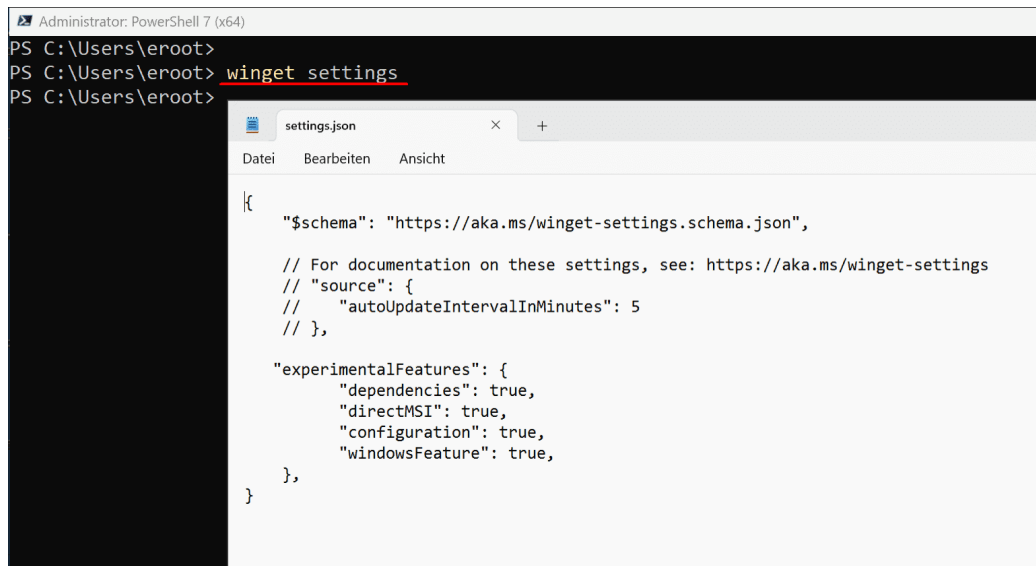 Administrator: PowerShell 7 (x64)
PS C:\Users\eroot>
PS C:\Users\eroot> winget settings
PS C:\Users\eroot>
settings.json × +
Datei Bearbeiten Ansicht
{
"$schema": "https://aka.ms/winget-settings.schema.json",
// For documentation on these settings, see: https://aka.ms/winget-settings
// "source": {
// "autoUpdateIntervalInMinutes": 5
// },
"experimentalFeatures": {
"dependencies": true,
"directMSI": true,
"configuration": true,
"windowsFeature": true,
},
}